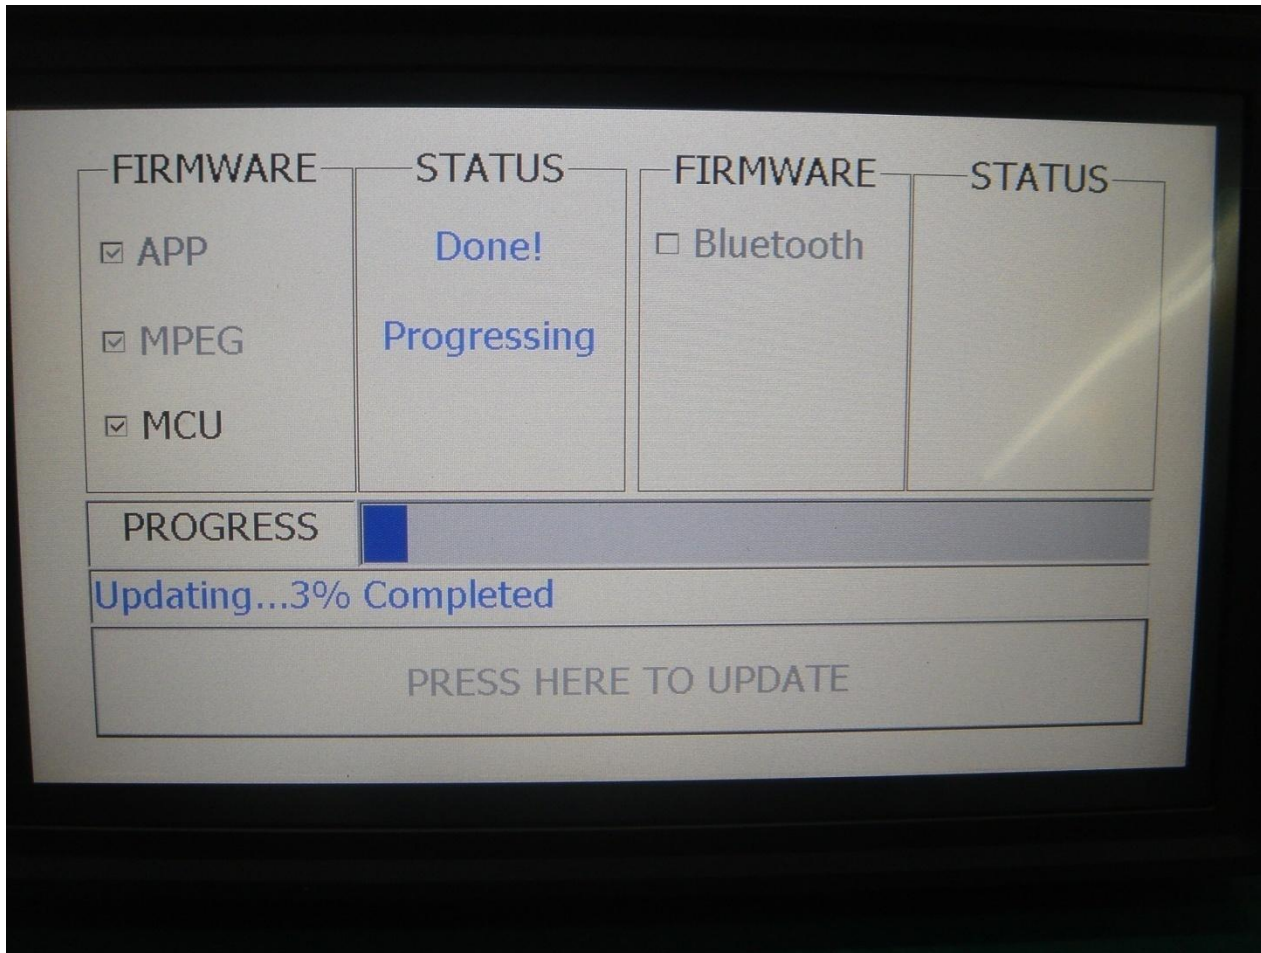 FIRMWARE STATUS FIRMWARE STATUS
APP Done! Bluetooth
MPEG Progressing
MCU
PROGRESS
Updating...3% Completed
PRESS HERE TO UPDATE